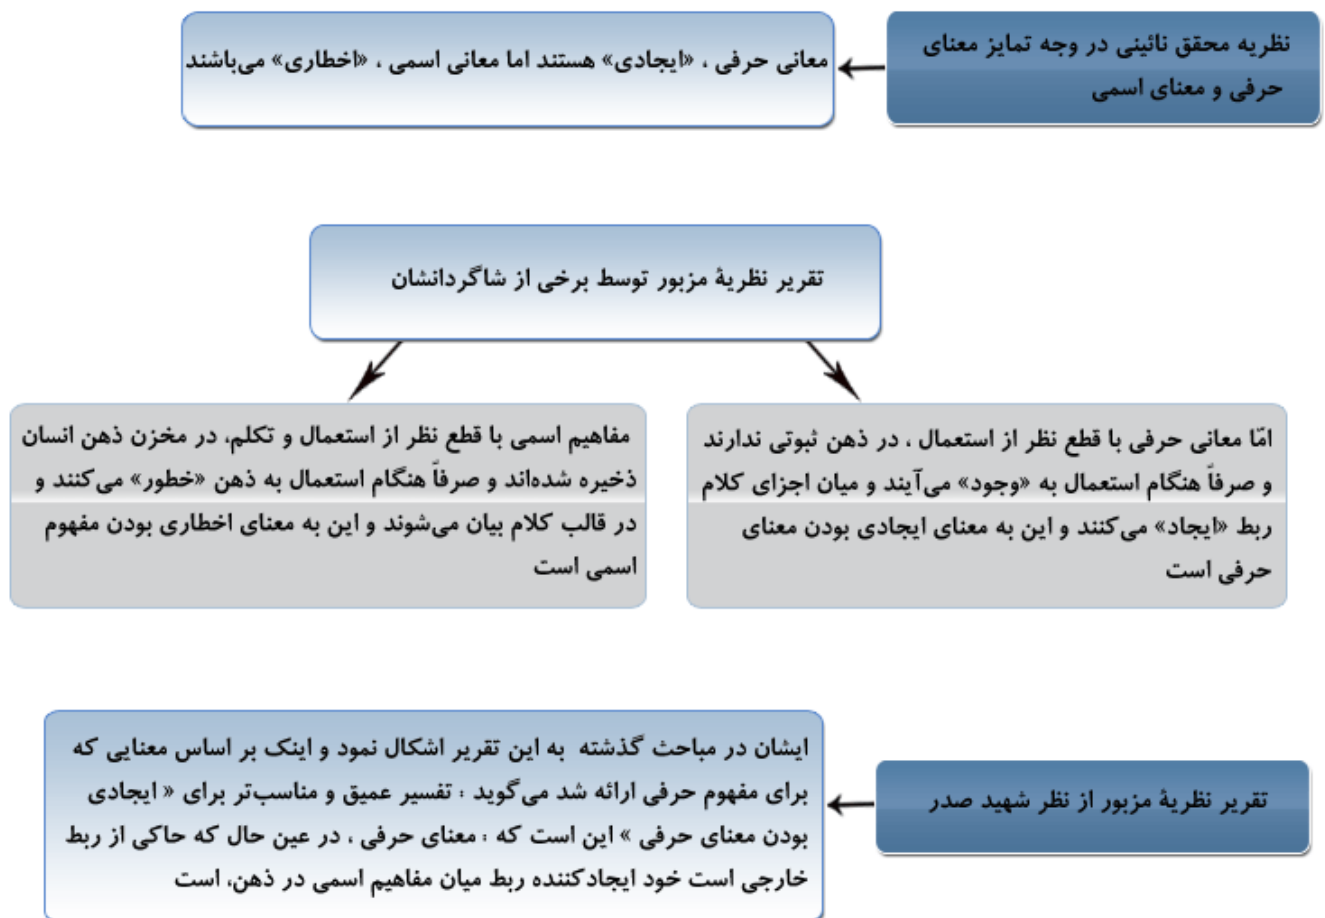 نظریه محقق نائینی در وجه تمایز معنای
حرفی و معنای اسمی
معانی حرفی ، «ایجادی» هستند اما معانی اسمی ، «اخطاری» می‌باشند
تقریر نظریهٔ مزبور توسط برخی از شاگردانشان
امّا معانی حرفی با قطع نظر از استعمال ، در ذهن ثبوتی ندارند
و صرفاً هنگام استعمال به «وجود» می‌آیند و میان اجزای کلام
ربط «ایجاد» می‌کنند و این به معنای ایجادی بودن معنای
حرفی است
مفاهیم اسمی با قطع نظر از استعمال و تکلم، در مخزن ذهن انسان
ذخیره شده‌اند و صرفاً هنگام استعمال به ذهن «خطور» می‌کنند و
در قالب کلام بیان می‌شوند و این به معنای اخطاری بودن مفهوم
اسمی است
تقریر نظریهٔ مزبور از نظر شهید صدر
ایشان در مباحث گذشته به این تقریر اشکال نمود و اینک بر اساس معنایی که
برای مفهوم حرفی ارائه شد می‌گوید : تفسیر عمیق و مناسب‌تر برای « ایجادی
بودن معنای حرفی » این است که : معنای حرفی ، در عین حال که حاکی از ربط
خارجی است خود ایجادکننده ربط میان مفاهیم اسمی در ذهن، است